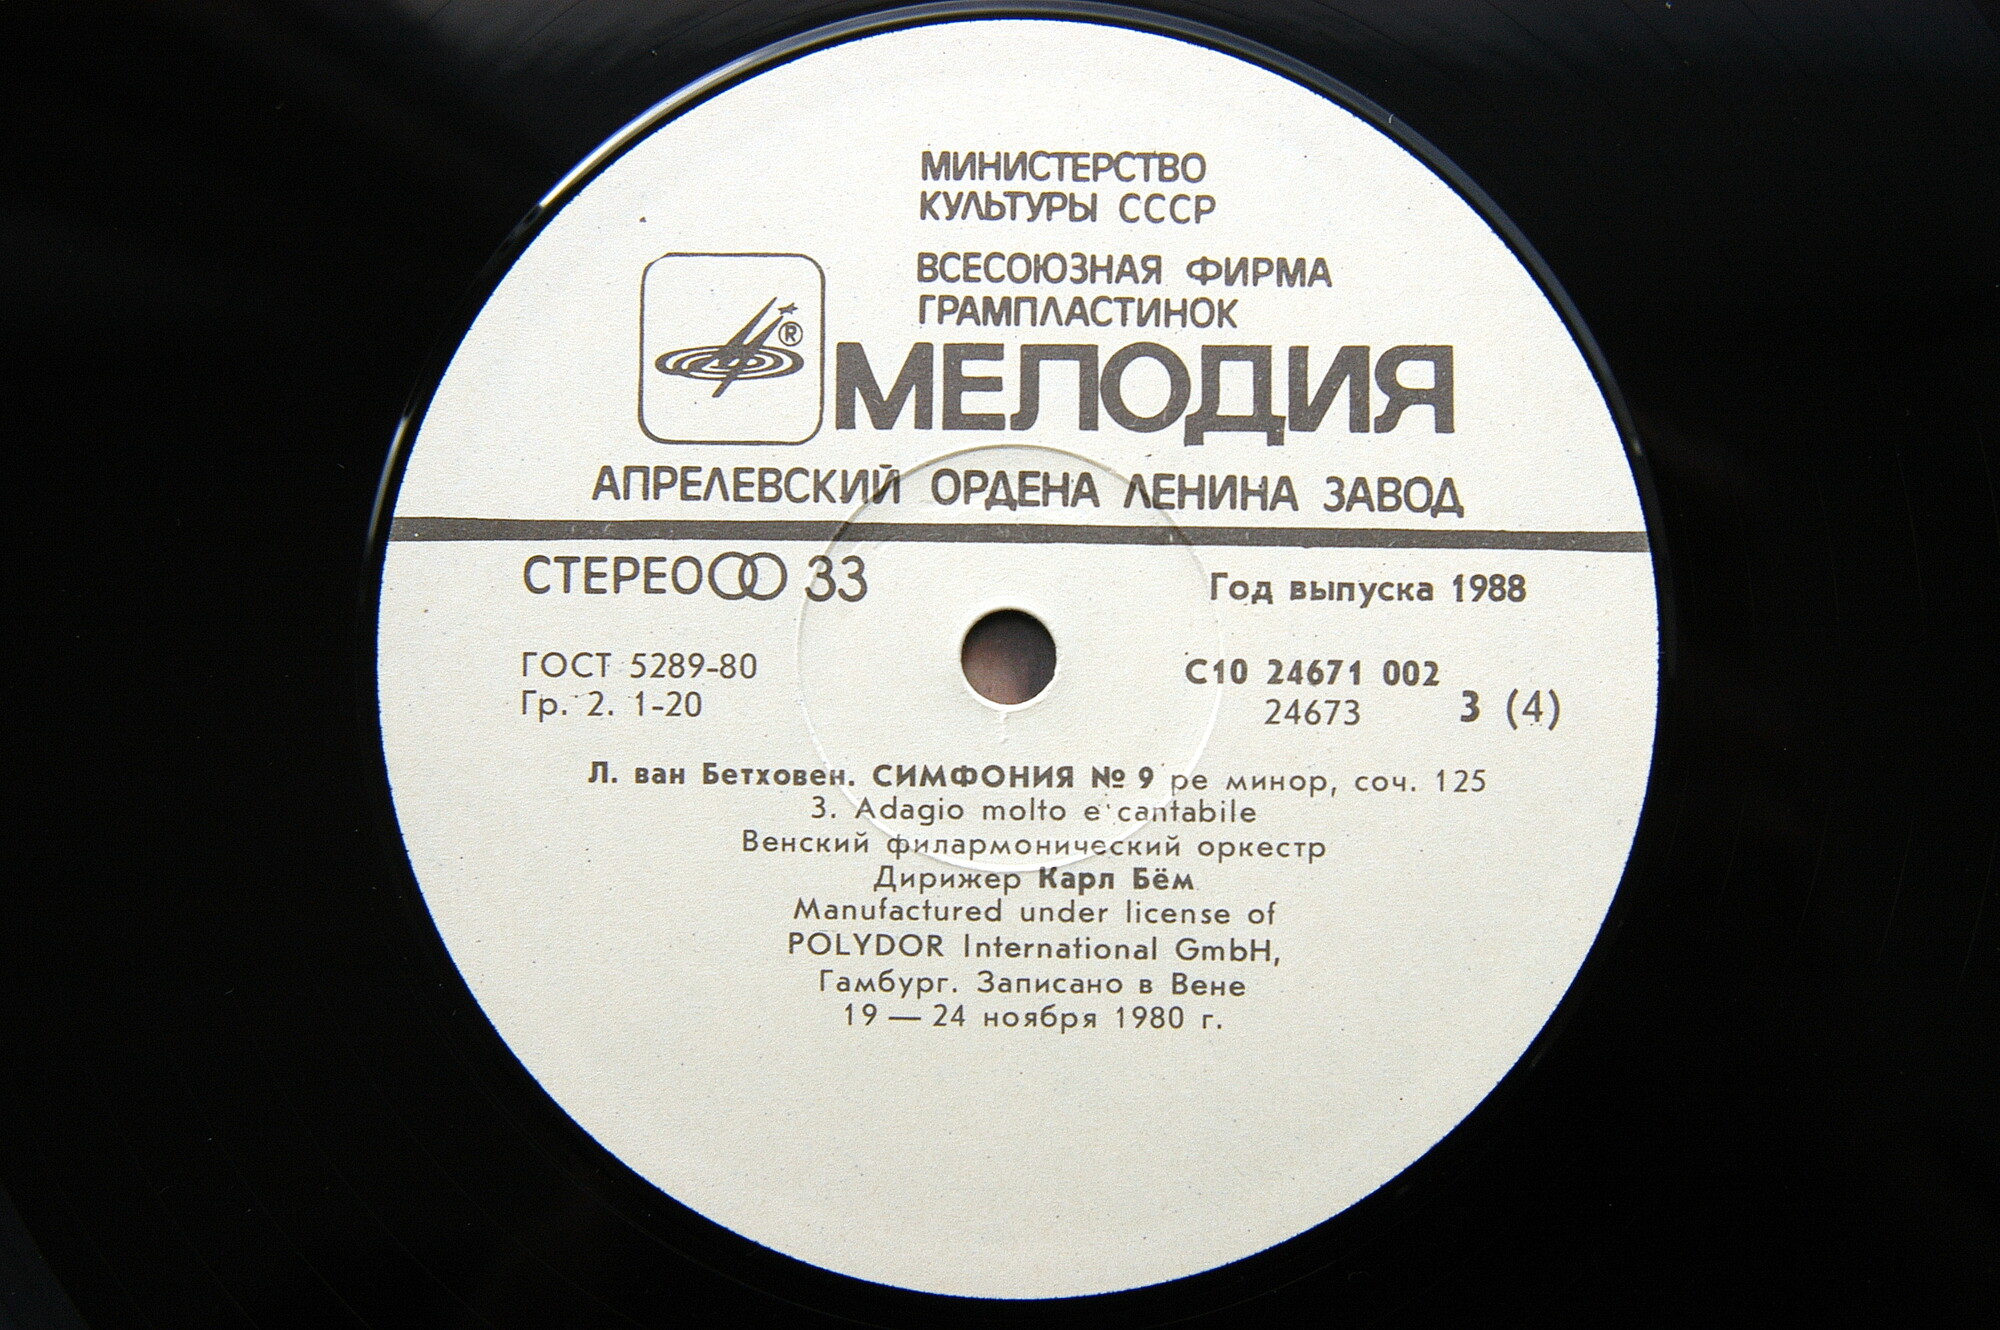 МИНИСТЕРСТВО
КУЛЬТУРЫ СССР
ВСЕСОЮЗНАЯ ФИРМА
ГРАМПЛАСТИНОК
®
МЕЛОДИЯ
АПРЕЛЕВСКИЙ ОРДЕНА ЛЕНИНА ЗАВОД
СТЕРЕО 33
Год выпуска 1988
ГОСТ 5289-80
Гр. 2. 1-20
С10 24671 002
24673 3 (4)
Л. ван Бетховен. СИМФОНИЯ № 9 ре минор, соч. 125
3. Adagio molto e cantabile
Венский филармонический оркестр
Дирижер Карл Бём
Manufactured under license of
POLYDOR International GmbH,
Гамбург. Записано в Вене
19 — 24 ноября 1980 г.